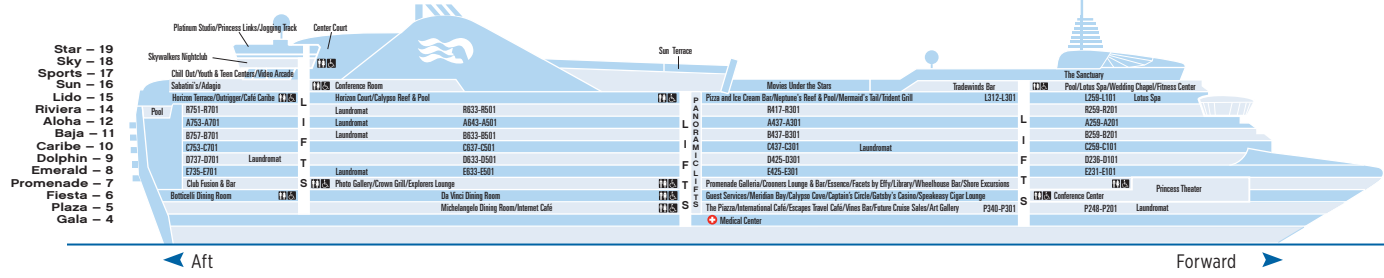 Platinum Studio/Princess Links/Jogging Track
Center Court
Star – 19
Sky – 18
Skywalkers Nightclub
Sun Terrace
Sports – 17
Chill Out/Youth & Teen Centers/Video Arcade
The Sanctuary
Sun – 16
Sabatini's/Adagio
Conference Room
Movies Under the Stars
Tradewinds Bar
Pool/Lotus Spa/Wedding Chapel/Fitness Center
Lido – 15
Horizon Terrace/Outrigger/Café Caribe
Horizon Court/Calypso Reef & Pool
Pizza and Ice Cream Bar/Neptune's Reef & Pool/Mermaid's Tail/Trident Grill
L312-L301
L259-L101
Lotus Spa
Riviera – 14
Pool
R751-R701
Laundromat
R633-R501
R417-R301
R259-R201
Aloha – 12
A753-A701
Laundromat
A643-A501
A437-A301
A259-A201
Baja – 11
B757-B701
Laundromat
B633-B501
B437-B301
B259-B201
Caribe – 10
C753-C701
C637-C501
C437-C301
Laundromat
C259-C101
Dolphin – 9
D737-D701
Laundromat
D633-D501
D425-D301
D236-D101
Emerald – 8
E735-E701
Laundromat
E633-E501
E425-E301
E231-E101
Promenade – 7
Club Fusion & Bar
Photo Gallery/Crown Grill/Explorers Lounge
Promenade Galleria/Crooners Lounge & Bar/Essence/Facets by Effy/Library/Wheelhouse Bar/Shore Excursions
Princess Theater
Fiesta – 6
Botticelli Dining Room
Da Vinci Dining Room
Guest Services/Meridian Bay/Calypso Cove/Captain's Circle/Gatsby's Casino/Speakeasy Cigar Lounge
Conference Center
Plaza – 5
Michelangelo Dining Room/Internet Café
The Piazza/International Café/Escapes Travel Café/Vines Bar/Future Cruise Sales/Art Gallery
P340-P301
P248-P201
Laundromat
Gala – 4
Medical Center
LIFTS
LIFTS
PANORAMIC LIFTS
LIFTS
Aft
Forward